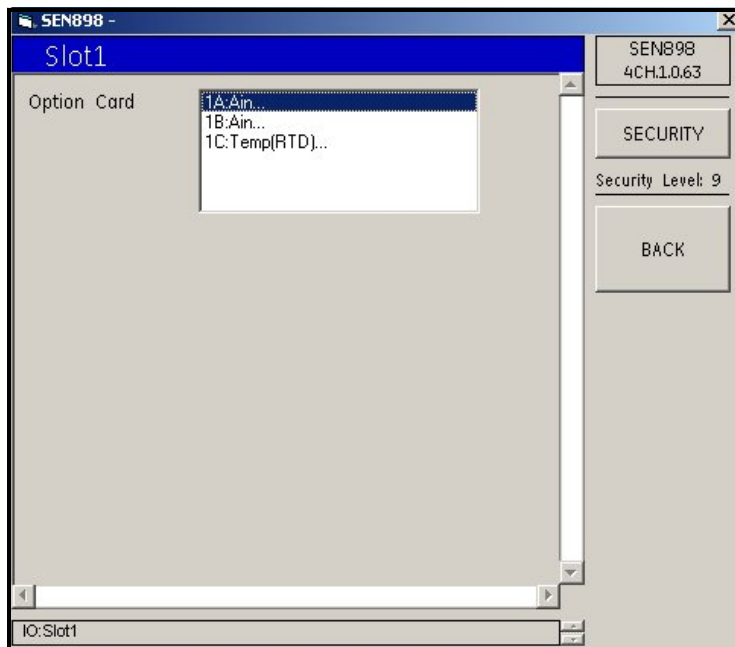 SEN898 -
Slot1
Option Card
1A:Ain...
1B:Ain...
1C:Temp(RTD)...
SEN898
4CH.1.0.63
SECURITY
Security Level: 9
BACK
IO:Slot1